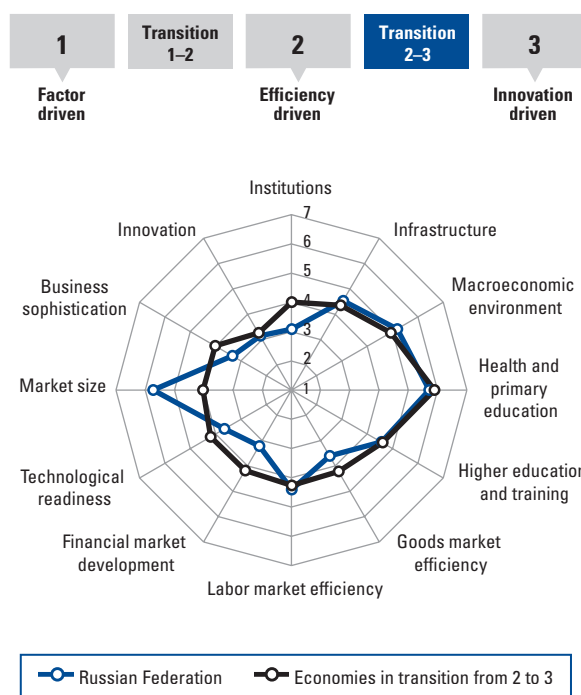 1
Transition
1–2
2
Transition
2–3
3
Factor
driven
Efficiency
driven
Innovation
driven
Institutions
Innovation
7
Infrastructure
6
Business
sophistication
5
Macroeconomic
environment
4
3
Market size
2
1
Health and
primary
education
Technological
readiness
Higher education
and training
Financial market
development
Goods market
efficiency
Labor market efficiency
Russian Federation
Economies in transition from 2 to 3